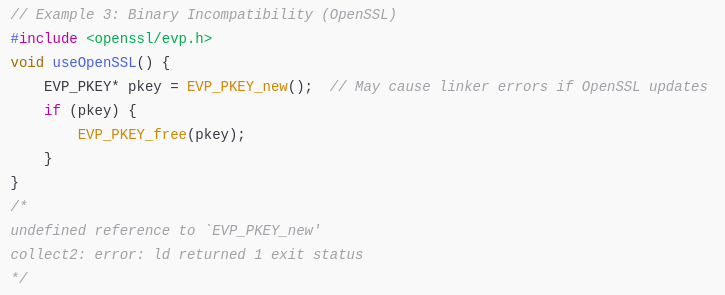 // Example 3: Binary Incompatibility (OpenSSL)
#include <openssl/evp.h>
void useOpenSSL() {
    EVP_PKEY* pkey = EVP_PKEY_new();  // May cause linker errors if OpenSSL updates
    if (pkey) {
        EVP_PKEY_free(pkey);
    }
}
/*
undefined reference to `EVP_PKEY_new'
collect2: error: ld returned 1 exit status
*/